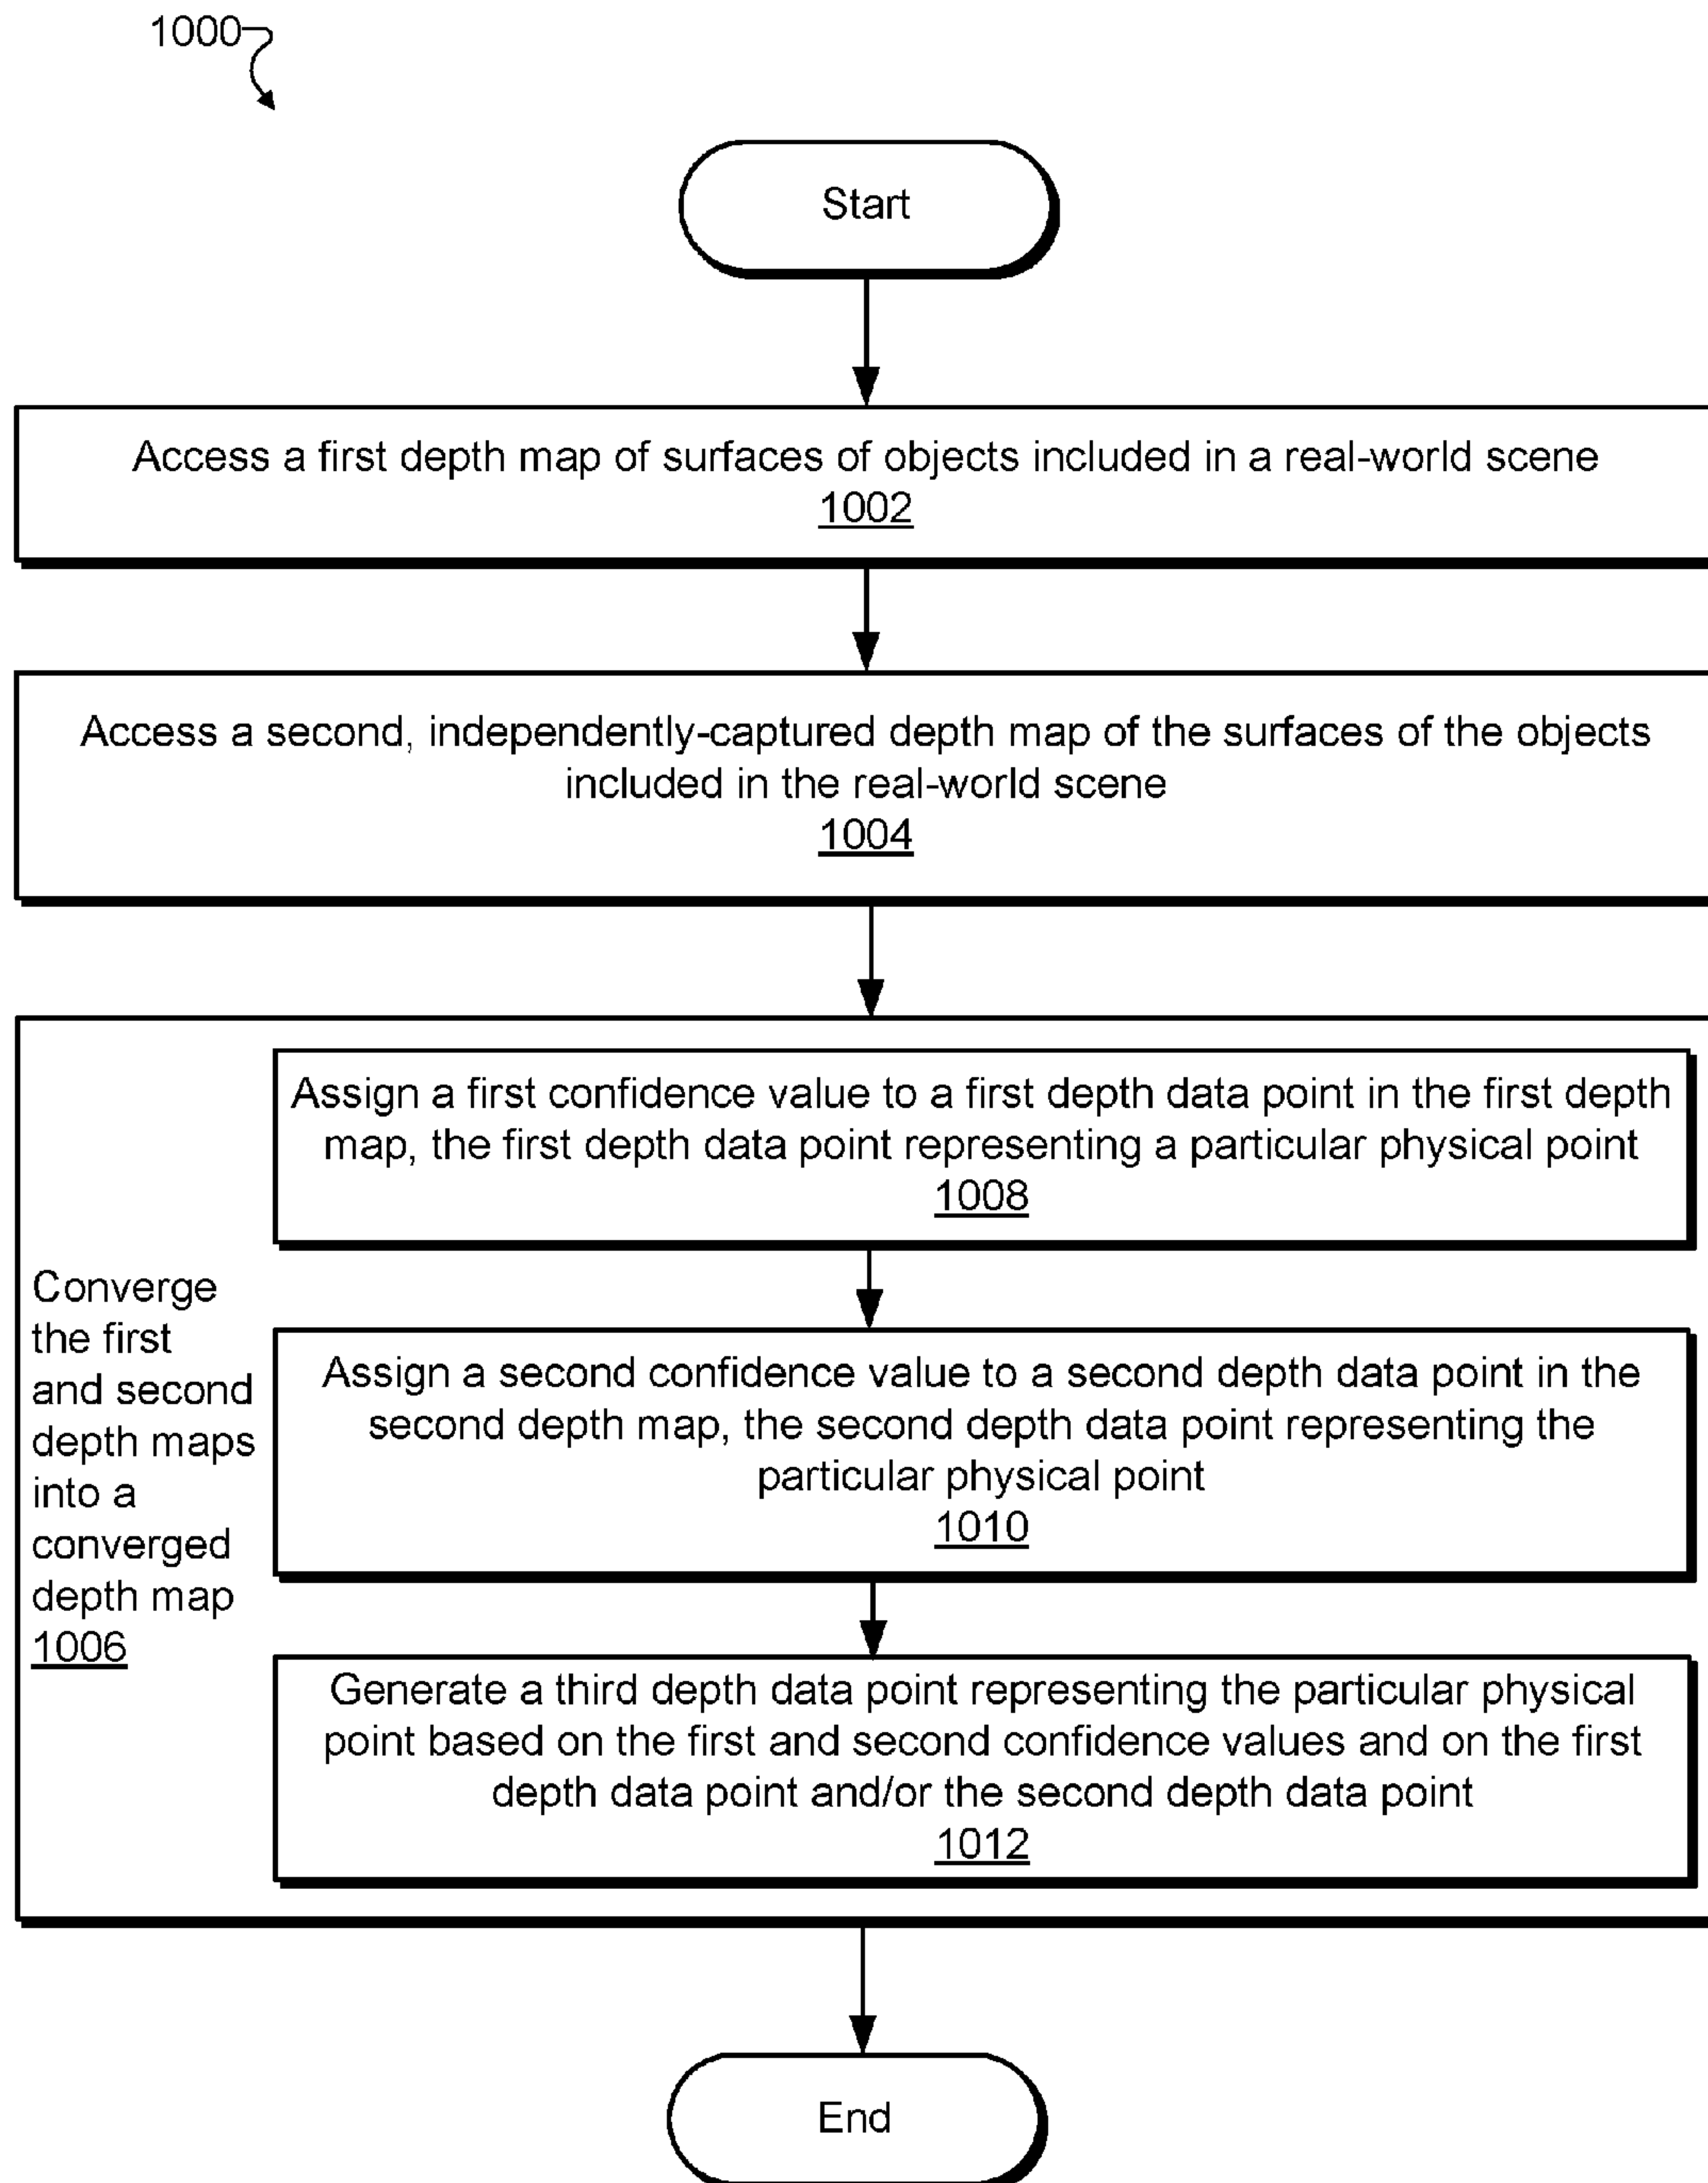 1000
Start
Access a first depth map of surfaces of objects included in a real-world scene
1002
Access a second, independently-captured depth map of the surfaces of the objects
included in the real-world scene
1004
Converge
the first
and second
depth maps
into a
converged
depth map
1006
Assign a first confidence value to a first depth data point in the first depth
map, the first depth data point representing a particular physical point
1008
Assign a second confidence value to a second depth data point in the
second depth map, the second depth data point representing the
particular physical point
1010
Generate a third depth data point representing the particular physical
point based on the first and second confidence values and on the first
depth data point and/or the second depth data point
1012
End